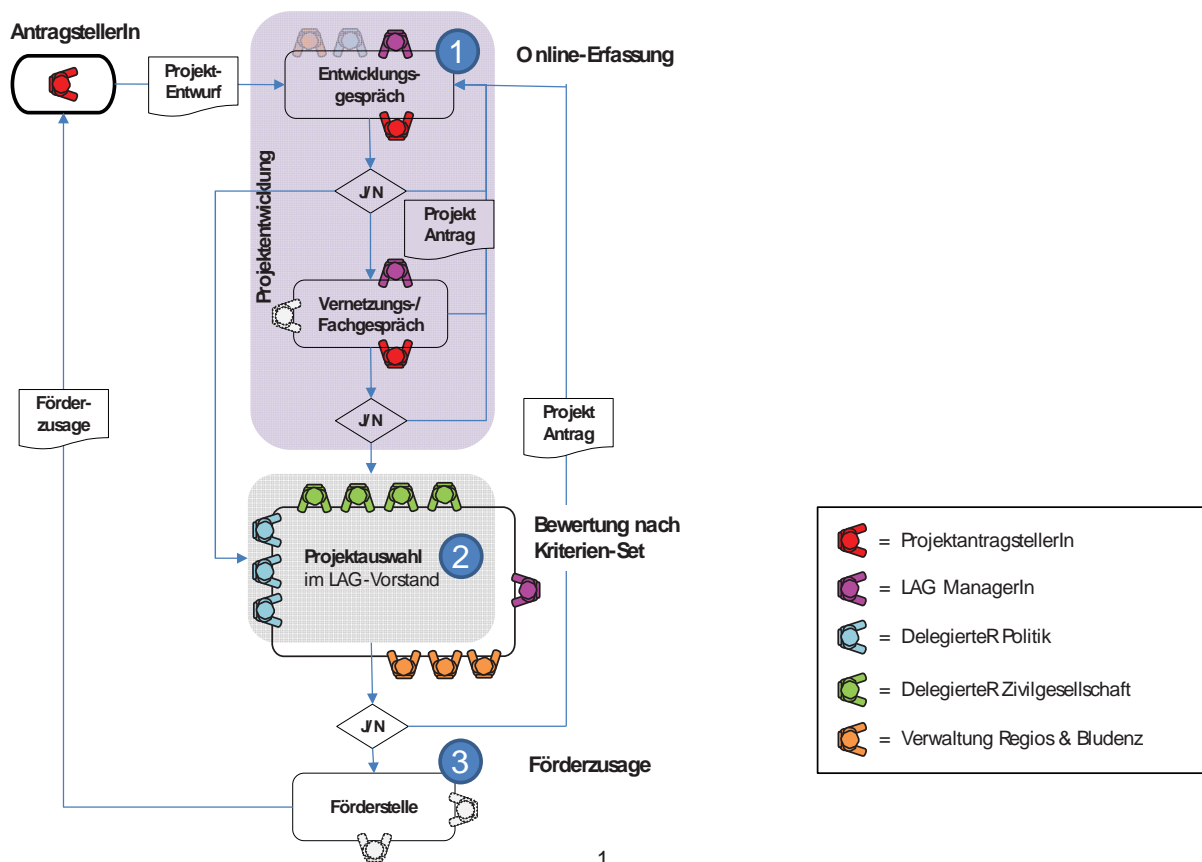 AntragstellerIn
Projekt-
Entwurf
1
Entwicklungs-
gespräch
Online-Erfassung
Projektentwicklung
J/N
Projekt
Antrag
Vernetzungs-/
Fachgespräch
J/N
Förder-
zusage
Projekt
Antrag
Projektauswahl
im LAG-Vorstand
2
Bewertung nach
Kriterien-Set
J/N
3
Förderzusage
Förderstelle
= ProjektantragstellerIn
= LAG ManagerIn
= DelegierteR Politik
= DelegierteR Zivilgesellschaft
= Verwaltung Regios & Bludenz
1